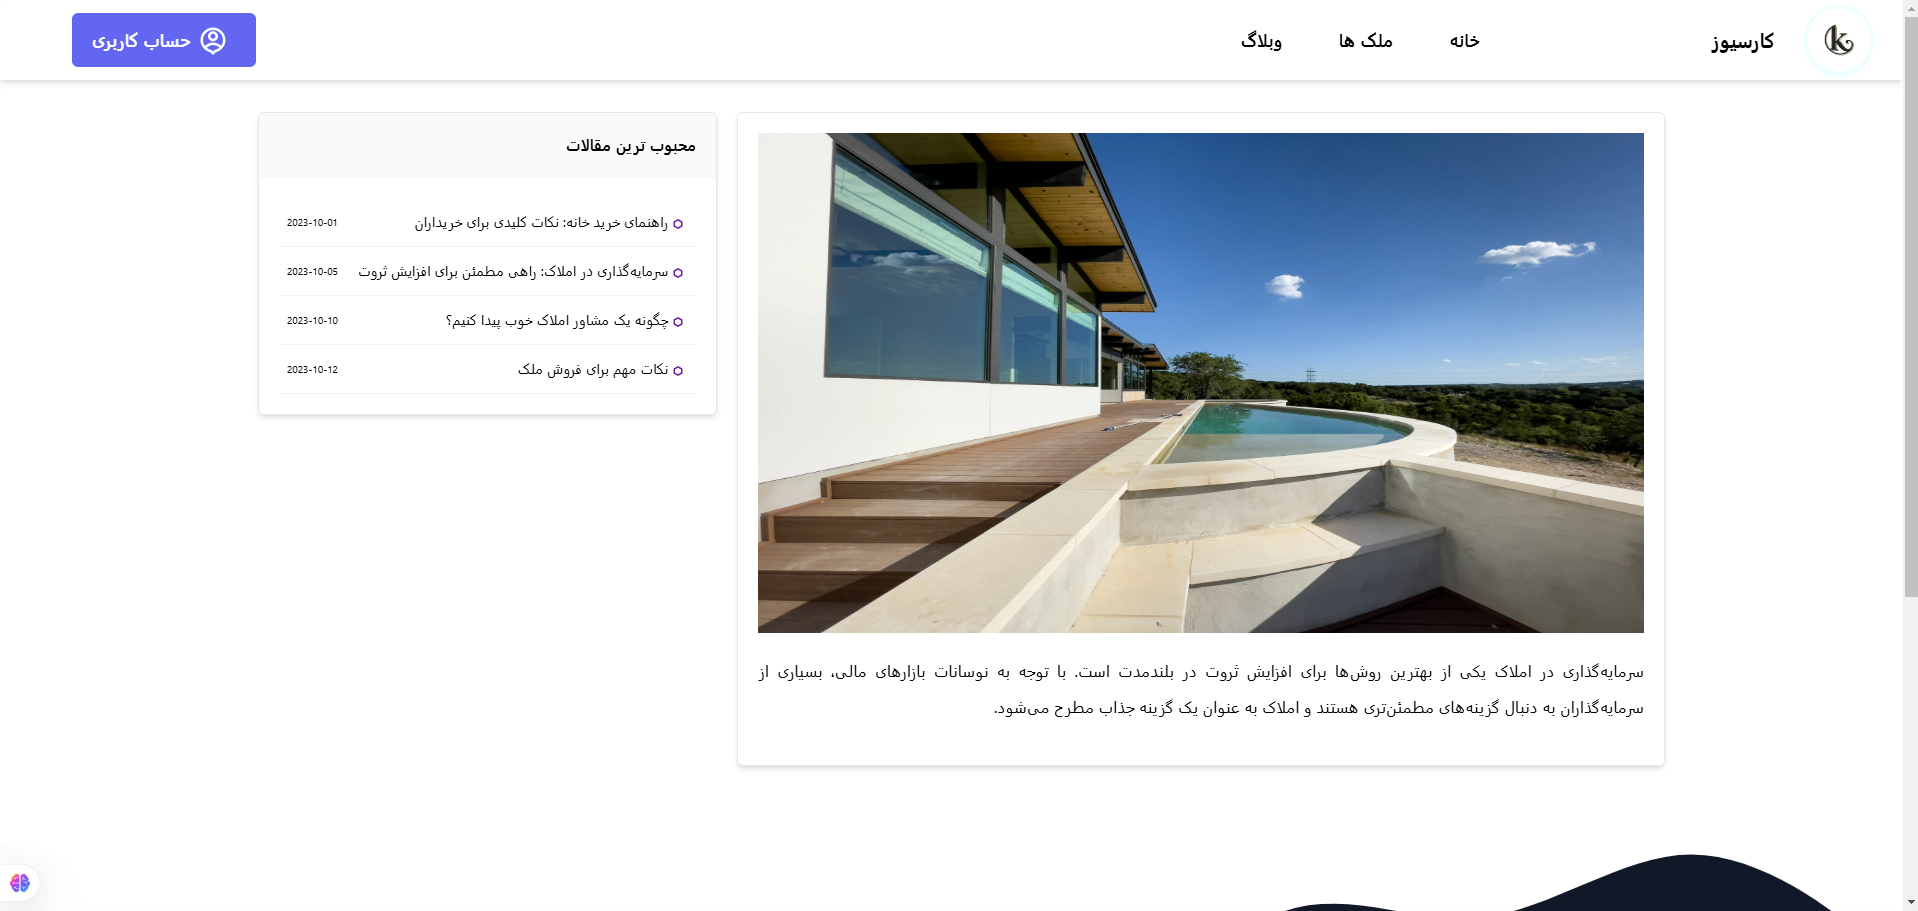 کارسیوز
خانه
ملک ها
وبلاگ
حساب کاربری
سرمایه‌گذاری در املاک یکی از بهترین روش‌ها برای افزایش ثروت در بلندمدت است. با توجه به نوسانات بازارهای مالی، بسیاری از
سرمایه‌گذاران به دنبال گزینه‌های مطمئن‌تری هستند و املاک به عنوان یک گزینه جذاب مطرح می‌شود.
محبوب ترین مقالات
راهنمای خرید خانه: نکات کلیدی برای خریداران 2023-10-01
سرمایه‌گذاری در املاک: راهی مطمئن برای افزایش ثروت 2023-10-05
چگونه یک مشاور املاک خوب پیدا کنیم؟ 2023-10-10
نکات مهم برای فروش ملک 2023-10-12